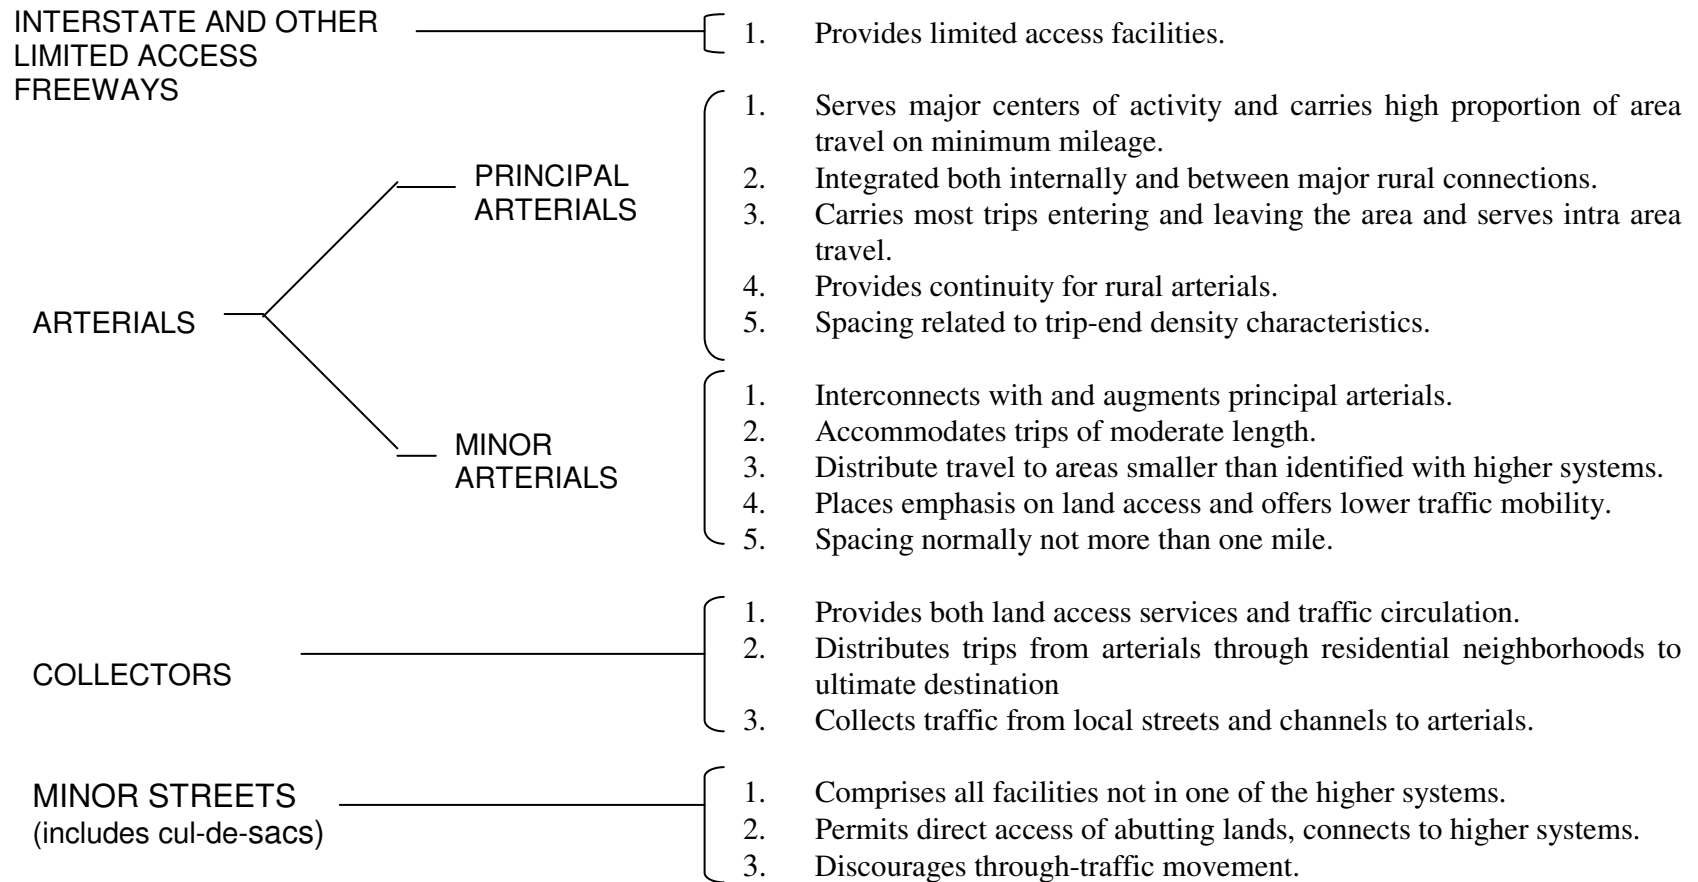 INTERSTATE AND OTHER
LIMITED ACCESS
FREEWAYS
1. Provides limited access facilities.
ARTERIALS
PRINCIPAL
ARTERIALS
1. Serves major centers of activity and carries high proportion of area
travel on minimum mileage.
2. Integrated both internally and between major rural connections.
3. Carries most trips entering and leaving the area and serves intra area
travel.
4. Provides continuity for rural arterials.
5. Spacing related to trip-end density characteristics.
MINOR
ARTERIALS
1. Interconnects with and augments principal arterials.
2. Accommodates trips of moderate length.
3. Distribute travel to areas smaller than identified with higher systems.
4. Places emphasis on land access and offers lower traffic mobility.
5. Spacing normally not more than one mile.
COLLECTORS
1. Provides both land access services and traffic circulation.
2. Distributes trips from arterials through residential neighborhoods to
ultimate destination
3. Collects traffic from local streets and channels to arterials.
MINOR STREETS
(includes cul-de-sacs)
1. Comprises all facilities not in one of the higher systems.
2. Permits direct access of abutting lands, connects to higher systems.
3. Discourages through-traffic movement.